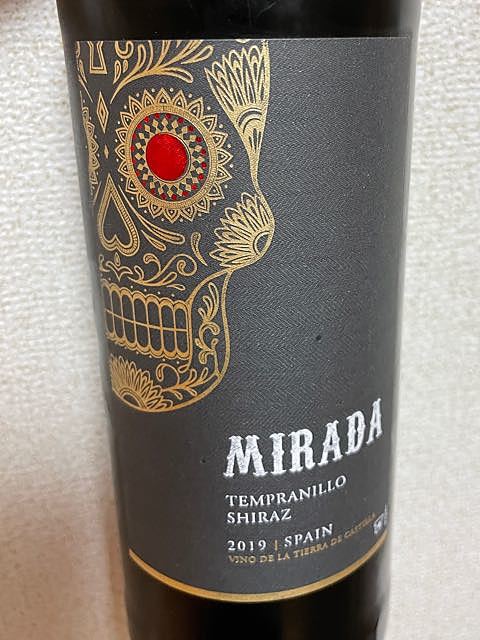 MIRADA
TEMPRANILLO
SHIRAZ
2019 | SPAIN
VINO DE LA TIERRA DE CASTILLA